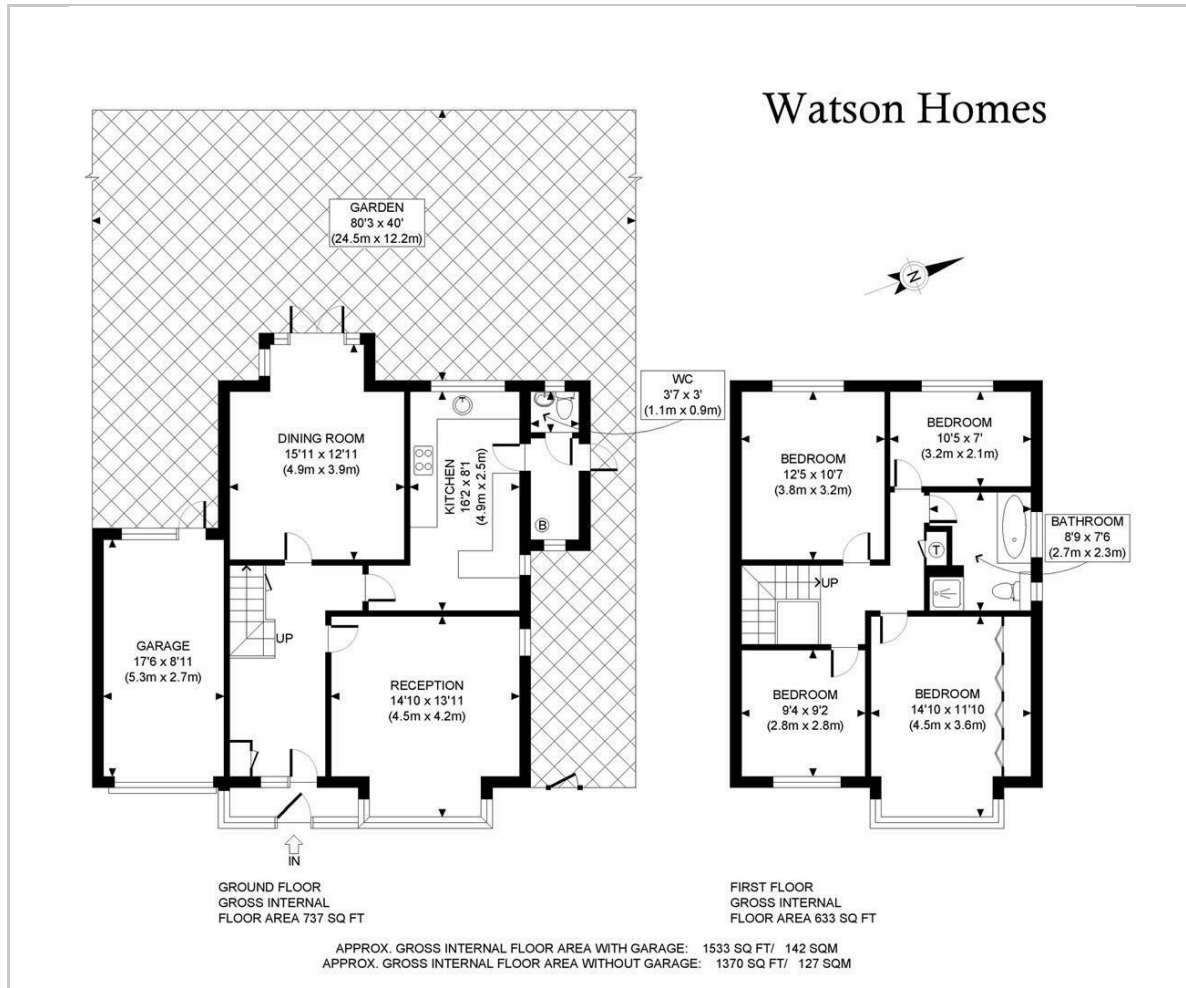 Watson Homes
GARDEN
80'3 x 40'
(24.5m x 12.2m)
N
WC
3'7 x 3'
(1.1m x 0.9m)
DINING ROOM
15'11 x 12'11
(4.9m x 3.9m)
KITCHEN
16'2 x 8'1
(4.9m x 2.5m)
B
UP
GARAGE
17'6 x 8'11
(5.3m x 2.7m)
RECEPTION
14'10 x 13'11
(4.5m x 4.2m)
IN
BEDROOM
12'5 x 10'7
(3.8m x 3.2m)
BEDROOM
10'5 x 7'
(3.2m x 2.1m)
BATHROOM
8'9 x 7'6
(2.7m x 2.3m)
T
UP
BEDROOM
9'4 x 9'2
(2.8m x 2.8m)
BEDROOM
14'10 x 11'10
(4.5m x 3.6m)
GROUND FLOOR
GROSS INTERNAL
FLOOR AREA 737 SQ FT
FIRST FLOOR
GROSS INTERNAL
FLOOR AREA 633 SQ FT
APPROX. GROSS INTERNAL FLOOR AREA WITH GARAGE: 1533 SQ FT/ 142 SQM
APPROX. GROSS INTERNAL FLOOR AREA WITHOUT GARAGE: 1370 SQ FT/ 127 SQM